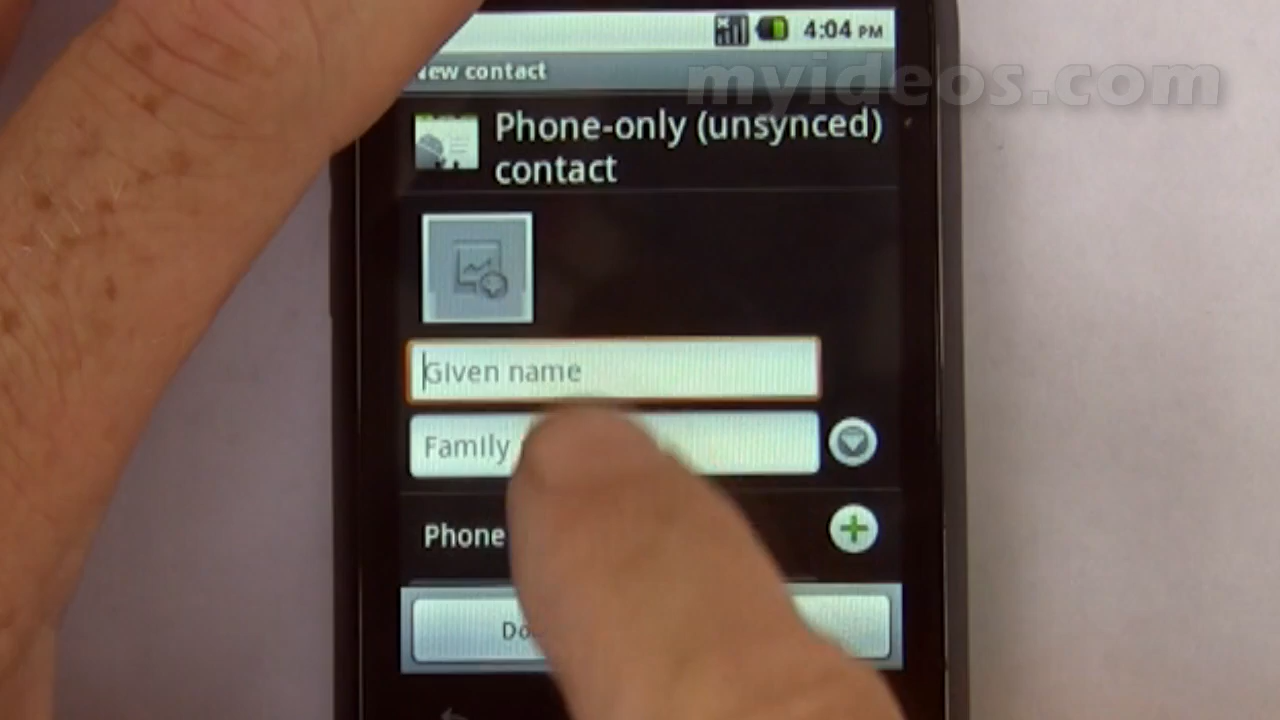 4:04 PM
New contact
myideos.com
Phone-only (unsynced)
contact
Given name
Family
Phone